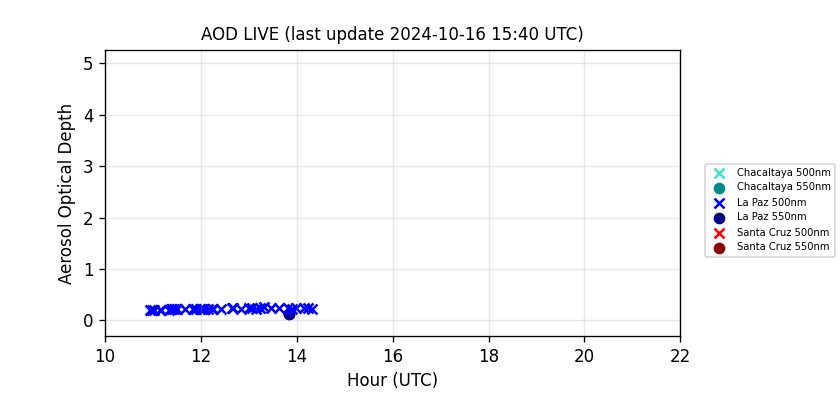 AOD LIVE (last update 2024-10-16 15:40 UTC)
Aerosol Optical Depth
5
4
3
2
1
0
10 12 14 16 18 20 22
Hour (UTC)
Chacaltaya 500nm
Chacaltaya 550nm
La Paz 500nm
La Paz 550nm
Santa Cruz 500nm
Santa Cruz 550nm